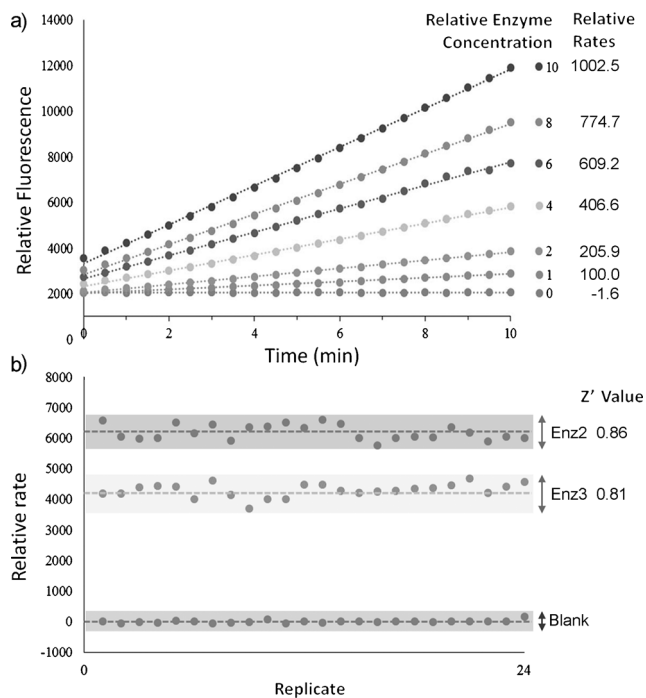 a)
Relative Enzyme Concentration
Relative Rates
14000
12000
10000
8000
6000
4000
2000
0
Relative Fluorescence
10 1002.5
8 774.7
6 609.2
4 406.6
2 205.9
1 100.0
0 -1.6
0 2 4 6 8 10
Time (min)
b)
Z' Value
8000
7000
6000
5000
4000
3000
2000
1000
0
-1000
Relative rate
Enz2 0.86
Enz3 0.81
Blank
0 24
Replicate